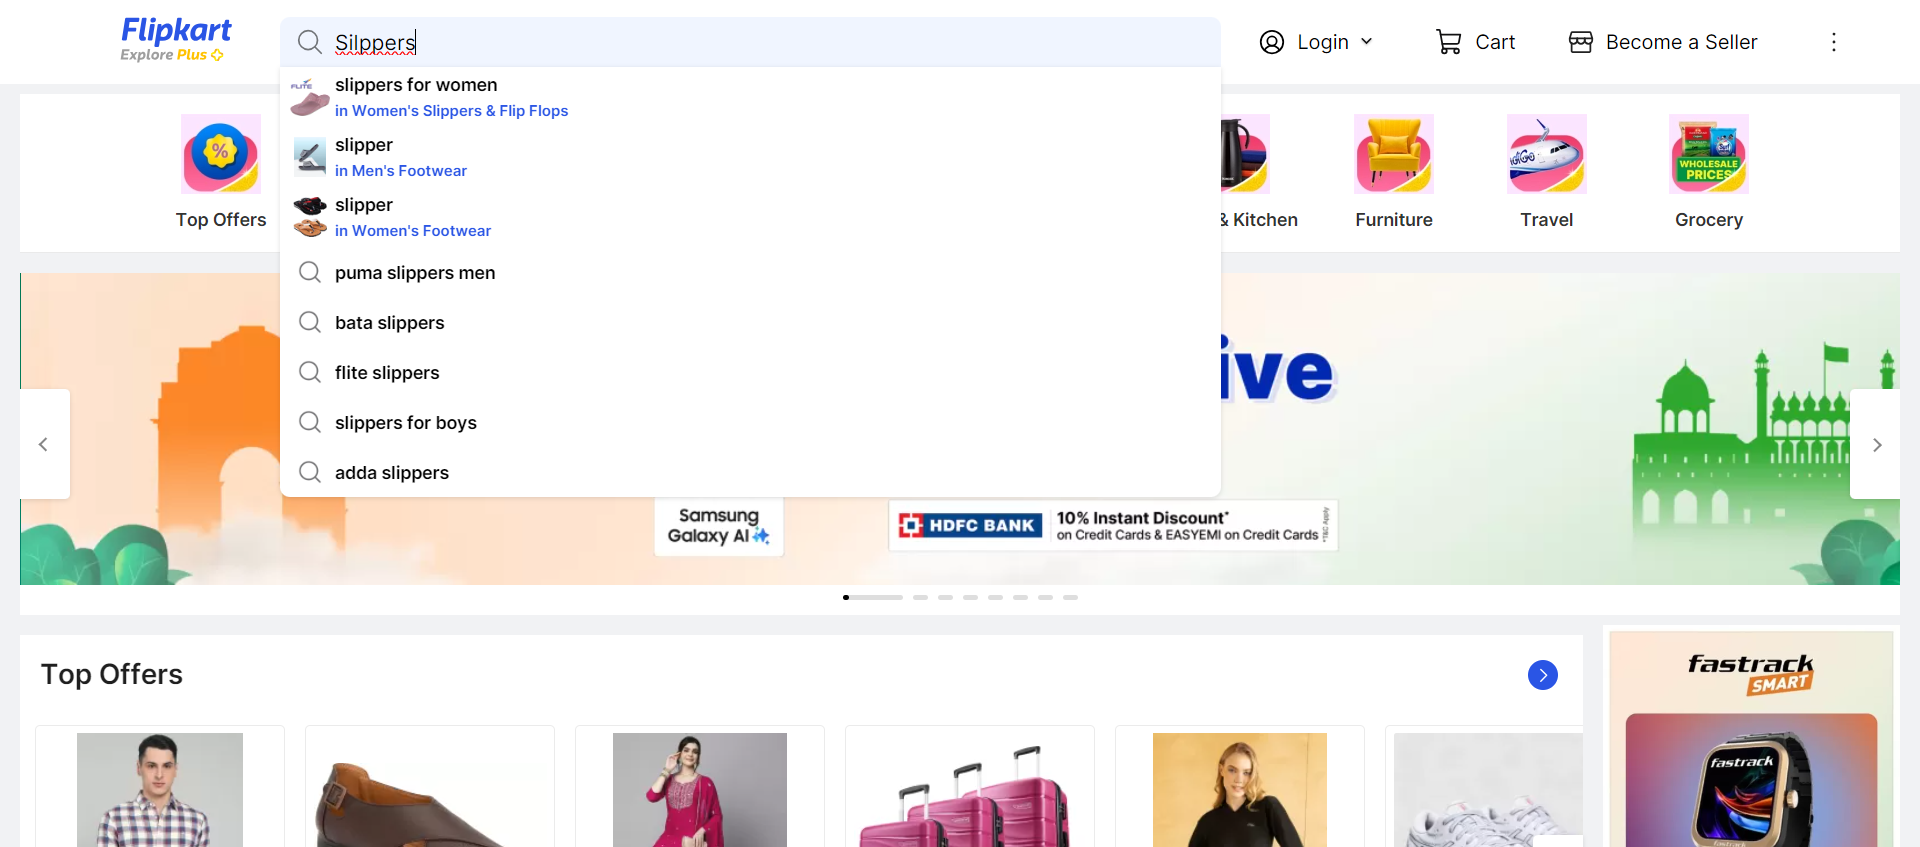 Flipkart
Explore Plus
Silppers
Login
Cart
Become a Seller
FLITE
slippers for women
in Women's Slippers & Flip Flops
slipper
in Men's Footwear
slipper
in Women's Footwear
puma slippers men
bata slippers
flite slippers
slippers for boys
adda slippers
%
Top Offers
& Kitchen
Furniture
Travel
WHOLESALE
PRICES
Grocery
ive
Samsung
Galaxy AI
HDFC BANK
10% Instant Discount*
on Credit Cards & EASYEMI on Credit Cards
*T&C Apply
Top Offers
fastrack
SMART
fastrack
fastrack